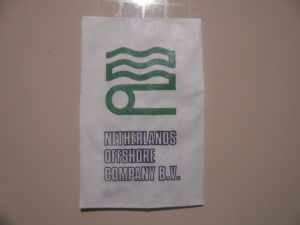 NETHERLANDS
OFFSHORE
COMPANY B.V.